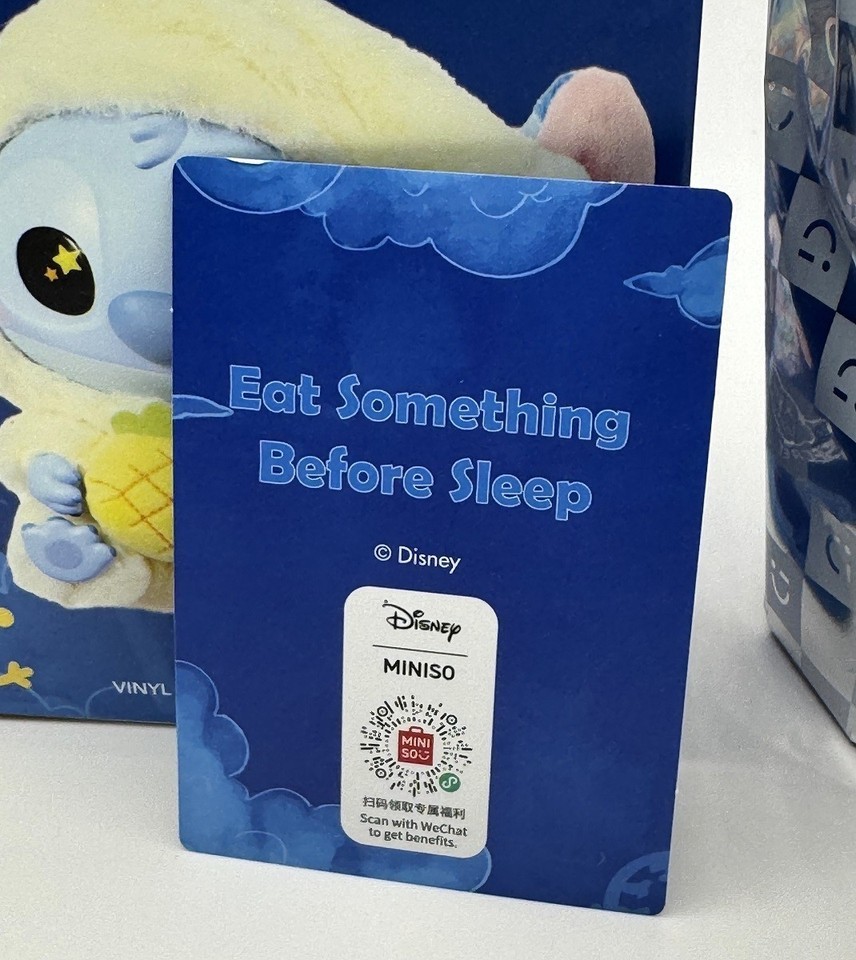 Eat Something
Before Sleep
© Disney
Disney
MINISO
MINI
SO
扫码领取专属福利
Scan with WeChat
to get benefits.
VINYL